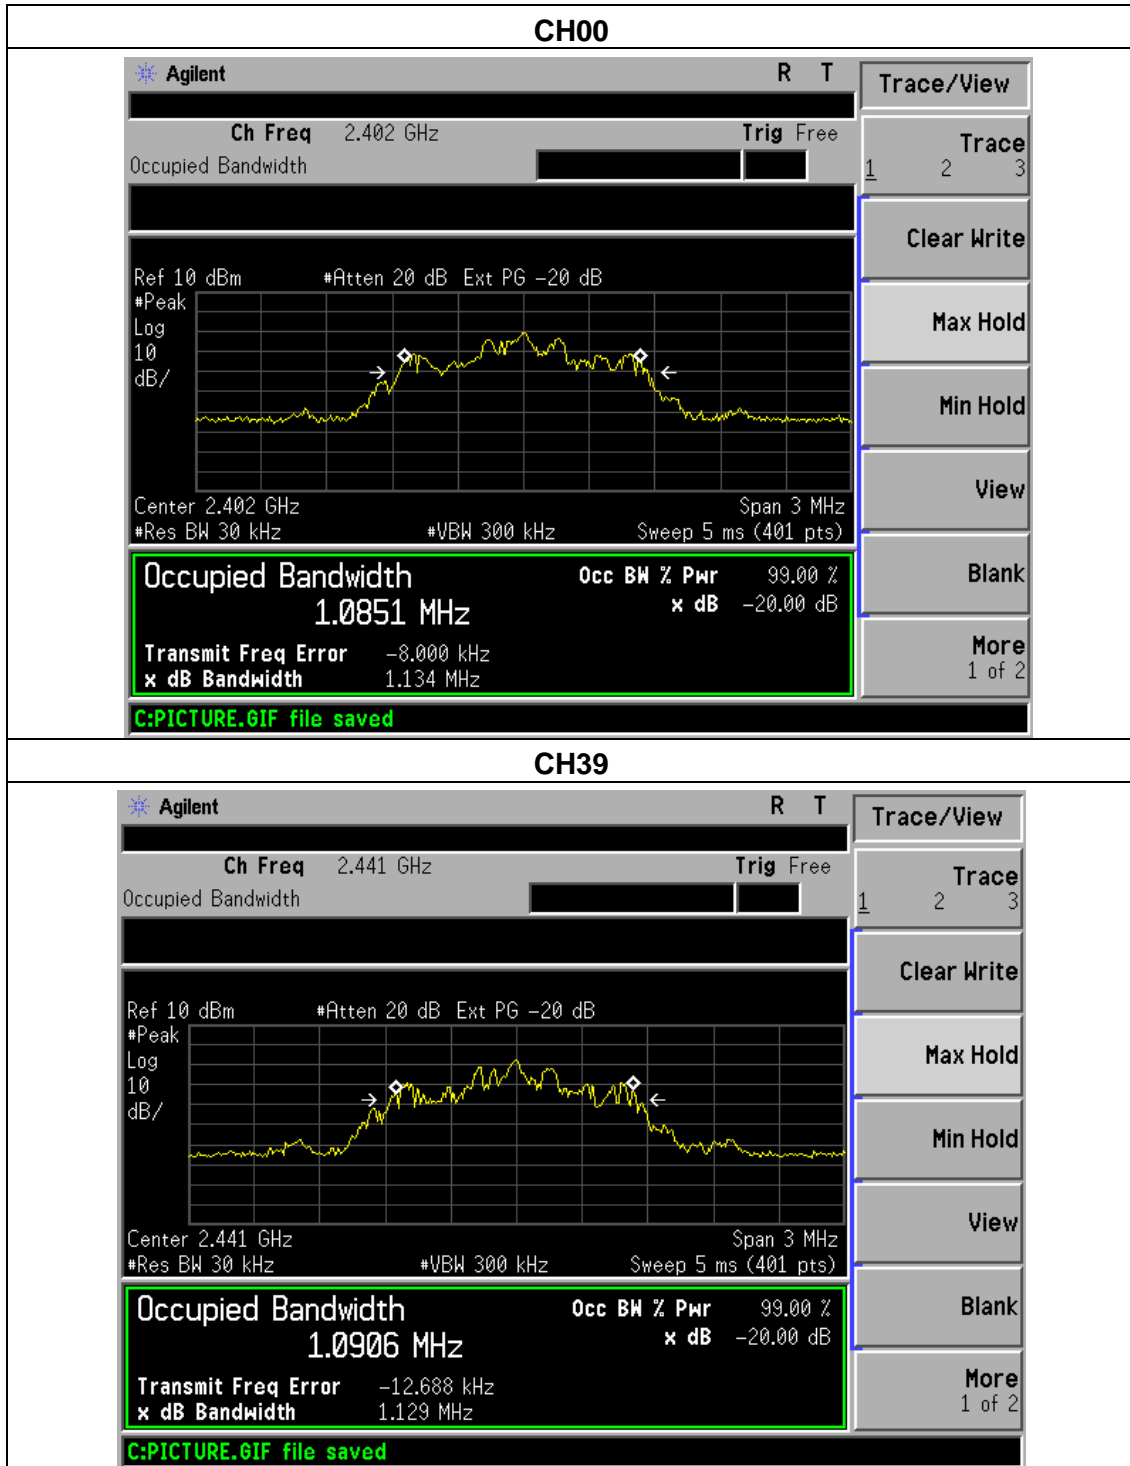 CH00
Agilent R T Trace/View
Ch Freq 2.402 GHz Trig Free
Occupied Bandwidth
Trace
1 2 3
Clear Write
Ref 10 dBm #Atten 20 dB Ext PG -20 dB
#Peak
Log
10
dB/
Max Hold
Min Hold
View
Center 2.402 GHz Span 3 MHz
#Res BW 30 kHz #VBW 300 kHz Sweep 5 ms (401 pts)
Occupied Bandwidth Occ BW % Pwr 99.00 %
1.0851 MHz x dB -20.00 dB
Blank
Transmit Freq Error -8.000 kHz
x dB Bandwidth 1.134 MHz
More
1 of 2
C:PICTURE.GIF file saved
CH39
Agilent R T Trace/View
Ch Freq 2.441 GHz Trig Free
Occupied Bandwidth
Trace
1 2 3
Clear Write
Ref 10 dBm #Atten 20 dB Ext PG -20 dB
#Peak
Log
10
dB/
Max Hold
Min Hold
View
Center 2.441 GHz Span 3 MHz
#Res BW 30 kHz #VBW 300 kHz Sweep 5 ms (401 pts)
Occupied Bandwidth Occ BW % Pwr 99.00 %
1.0906 MHz x dB -20.00 dB
Blank
Transmit Freq Error -12.688 kHz
x dB Bandwidth 1.129 MHz
More
1 of 2
C:PICTURE.GIF file saved